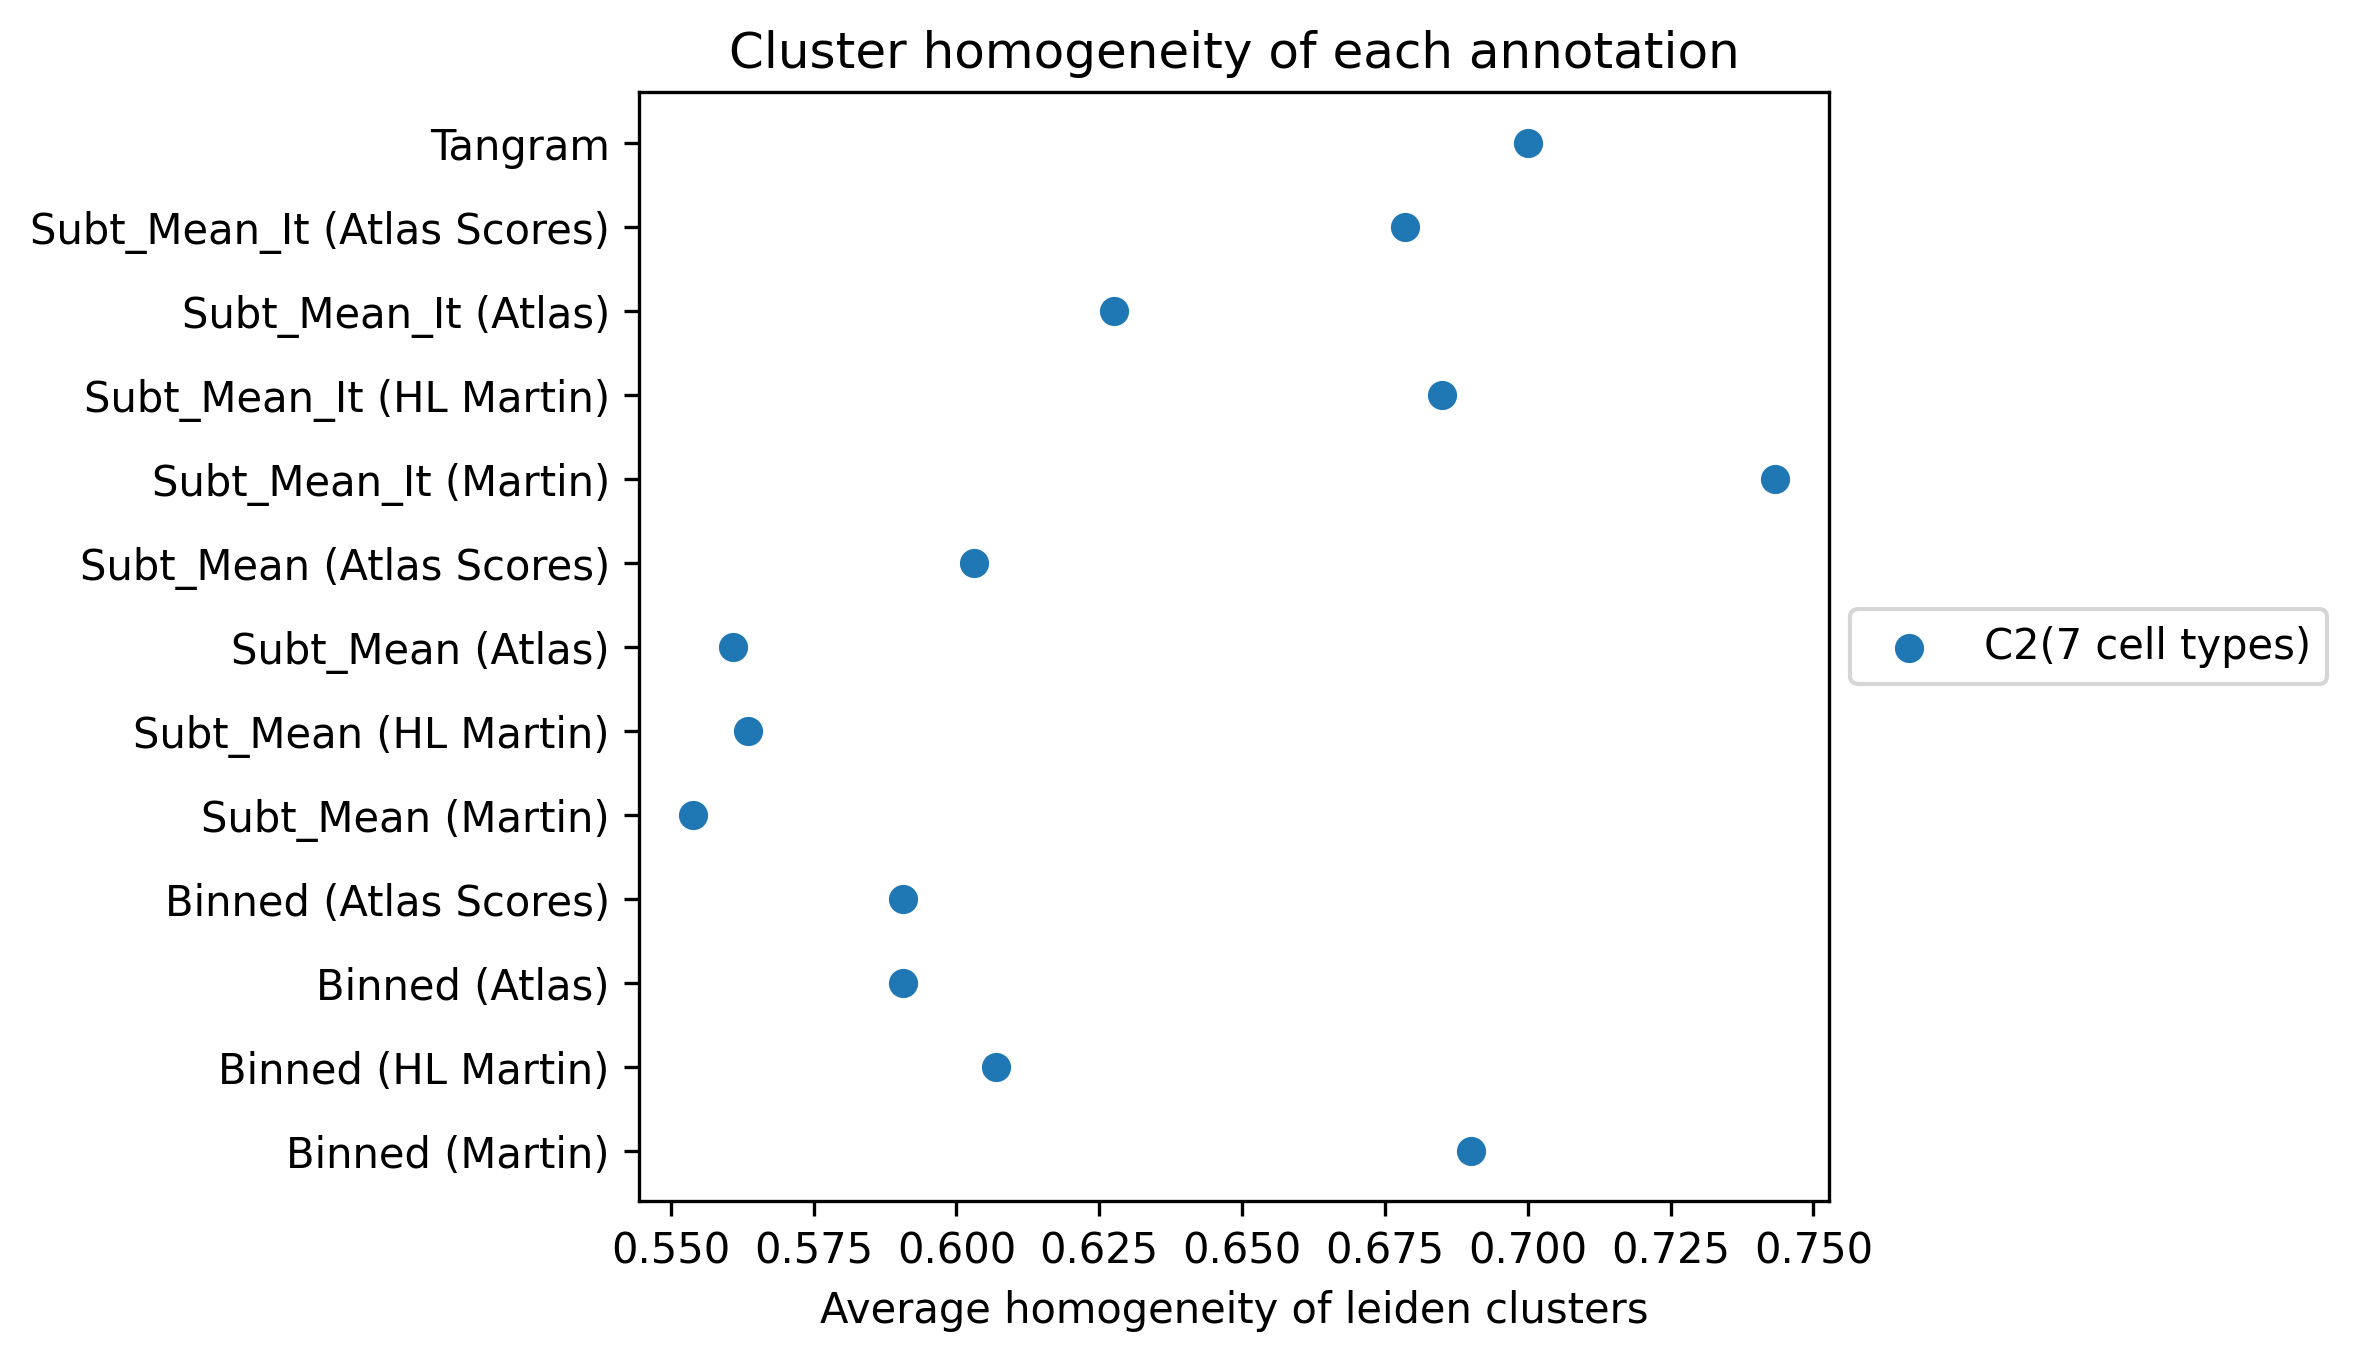 Cluster homogeneity of each annotation
Tangram
Subt_Mean_It (Atlas Scores)
Subt_Mean_It (Atlas)
Subt_Mean_It (HL Martin)
Subt_Mean_It (Martin)
Subt_Mean (Atlas Scores)
Subt_Mean (Atlas)
Subt_Mean (HL Martin)
Subt_Mean (Martin)
Binned (Atlas Scores)
Binned (Atlas)
Binned (HL Martin)
Binned (Martin)
C2(7 cell types)
0.550 0.575 0.600 0.625 0.650 0.675 0.700 0.725 0.750
Average homogeneity of leiden clusters